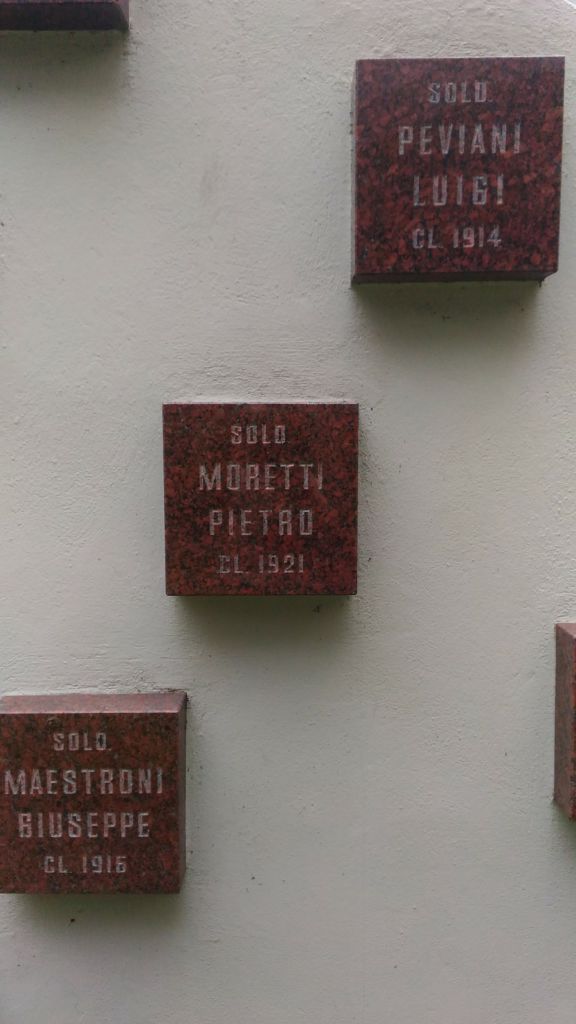 SOLD.
PEVIANI
LUIGI
CL. 1914
SOLD.
MORETTI
PIETRO
CL. 1921
SOLD.
MAESTRONI
GIUSEPPE
CL. 1916